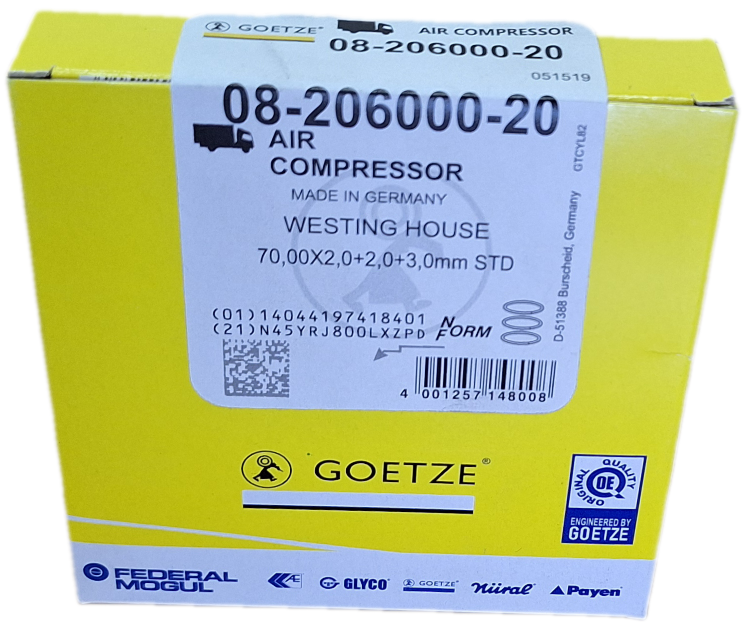 GOETZE®
AIR COMPRESSOR
08-206000-20
051519
08-206000-20
AIR
COMPRESSOR
MADE IN GERMANY
WESTING HOUSE
70,00X2,0+2,0+3,0mm STD
(01)14044197418401
(21)N45YRJ800LXZPD
NFORM
4 001257 148008
D-51388 Burscheid, Germany GTCYL82
GOETZE®
ORIGINAL QUALITY
OE
ENGINEERED BY
GOETZE
FEDERAL
MOGUL
AE
GLYCO®
GOETZE®
Nüral®
Payen®